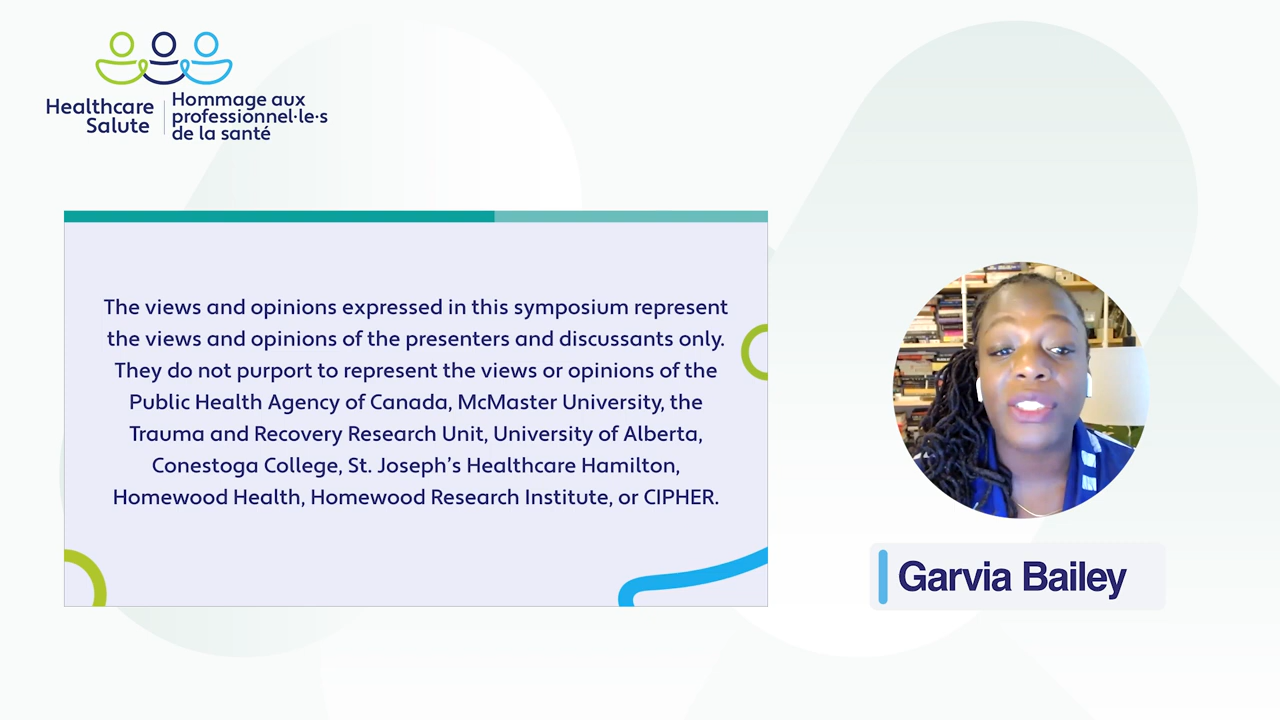 Healthcare
Salute
Hommage aux
professionnel·le·s
de la santé
The views and opinions expressed in this symposium represent
the views and opinions of the presenters and discussants only.
They do not purport to represent the views or opinions of the
Public Health Agency of Canada, McMaster University, the
Trauma and Recovery Research Unit, University of Alberta,
Conestoga College, St. Joseph’s Healthcare Hamilton,
Homewood Health, Homewood Research Institute, or CIPHER.
Garvia Bailey